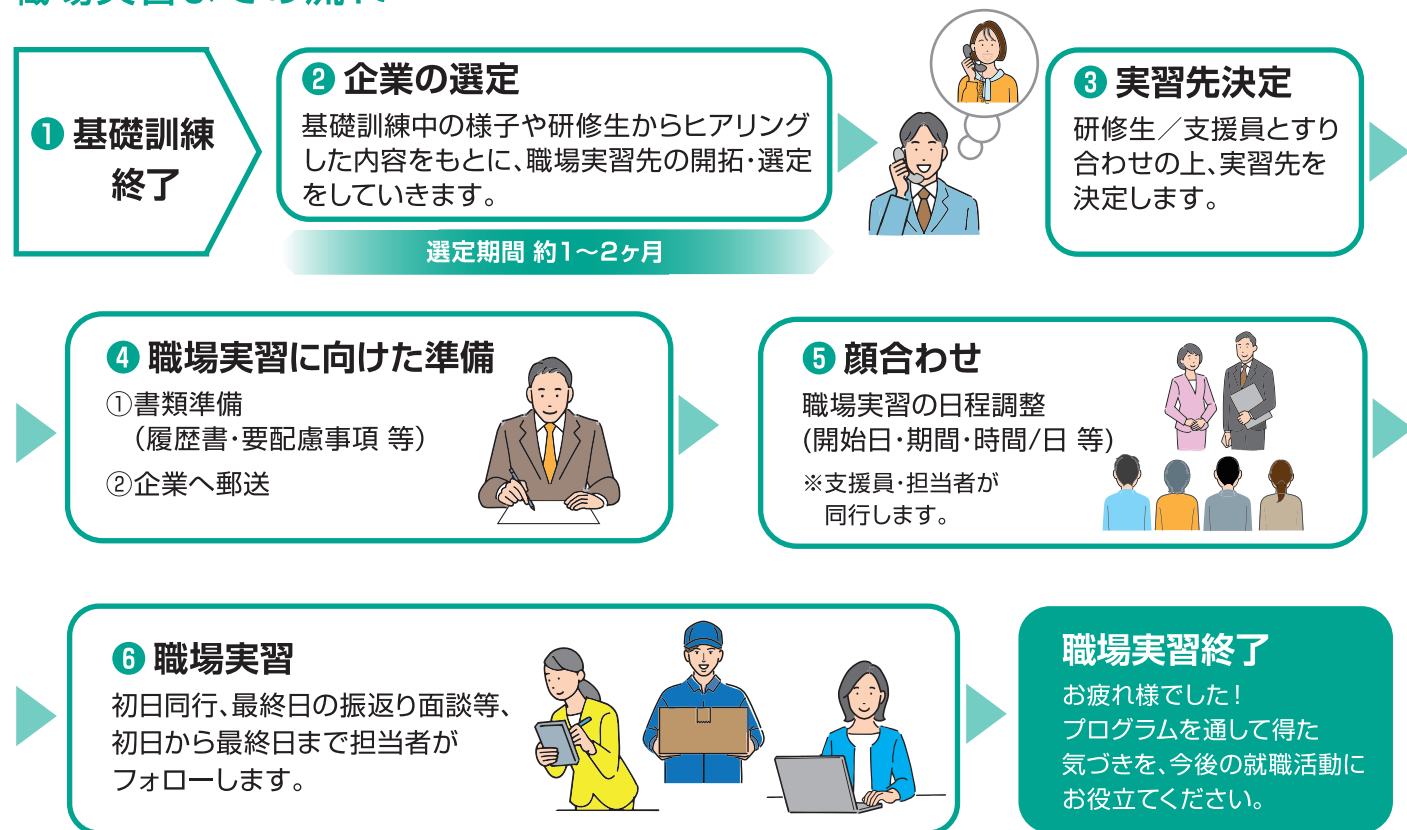 職場実習までの流れ
❶ 基礎訓練
終了
❷ 企業の選定
基礎訓練中の様子や研修生からヒアリング
した内容をもとに、職場実習先の開拓・選定
をしていきます。
選定期間 約1〜2ヶ月
❸ 実習先決定
研修生／支援員とすり
合わせの上、実習先を
決定します。
❹ 職場実習に向けた準備
①書類準備
（履歴書・要配慮事項 等）
②企業へ郵送
❺ 顔合わせ
職場実習の日程調整
(開始日・期間・時間/日 等)
※支援員・担当者が
同行します。
❻ 職場実習
初日同行、最終日の振返り面談等、
初日から最終日まで担当者が
フォローします。
職場実習終了
お疲れ様でした！
プログラムを通して得た
気づきを、今後の就職活動に
お役立てください。